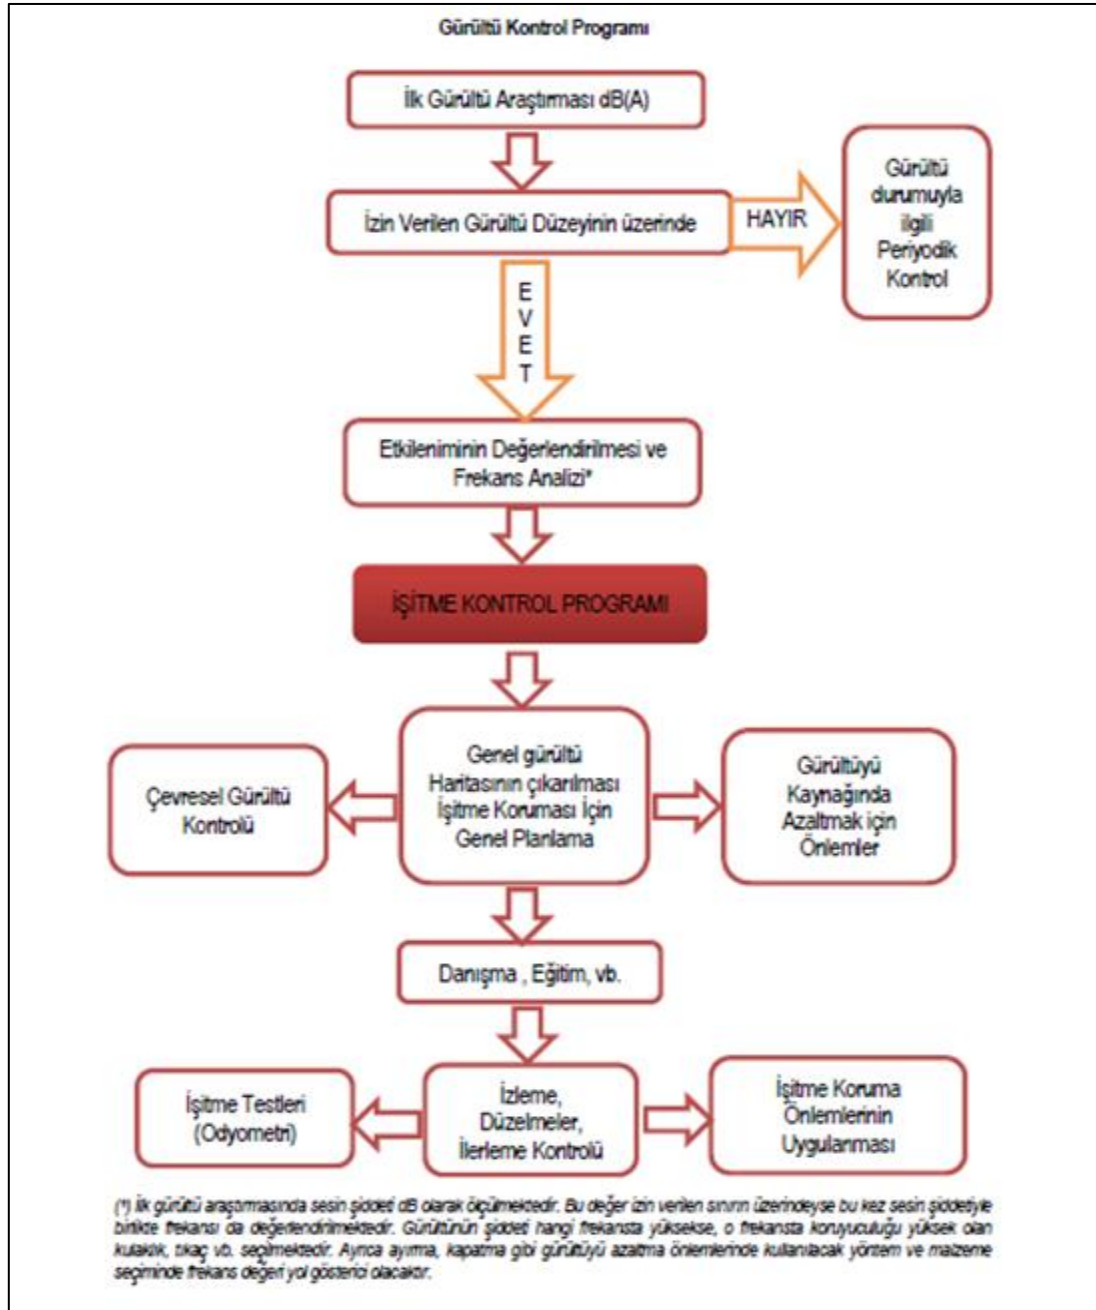 Gürültü Kontrol Programı
İlk Gürültü Araştırması dB(A)
İzin Verilen Gürültü Düzeyinin üzerinde
HAYIR
Gürültü
durumuyla
ilgili
Periyodik
Kontrol
E
V
E
T
Etkileniminin Değerlendirilmesi ve
Frekans Analizi*
İŞİTME KONTROL PROGRAMI
Çevresel Gürültü
Kontrolü
Genel gürültü
Haritasının çıkarılması
İşitme Koruması İçin
Genel Planlama
Gürültüyü
Kaynağında
Azaltmak için
Önlemler
Danışma , Eğitim, vb.
İşitme Testleri
(Odyometri)
İzleme,
Düzelmeler,
İlerleme Kontrolü
İşitme Koruma
Önlemlerinin
Uygulanması
(*) İlk gürültü araştırmasında sesin şiddeti dB olarak ölçülmektedir. Bu değer izin verilen sınırın üzerindeyse bu kez sesin şiddetiyle
birlikte frekansı da değerlendirilmektedir. Gürültünün şiddeti hangi frekansta yüksekse, o frekansta koruyuculuğu yüksek olan
kulaklık, tıkaç vb. seçilmektedir. Ayrıca ayırma, kapatma gibi gürültüyü azaltma önlemlerinde kullanılacak yöntem ve malzeme
seçiminde frekans değeri yol gösterici olacaktır.